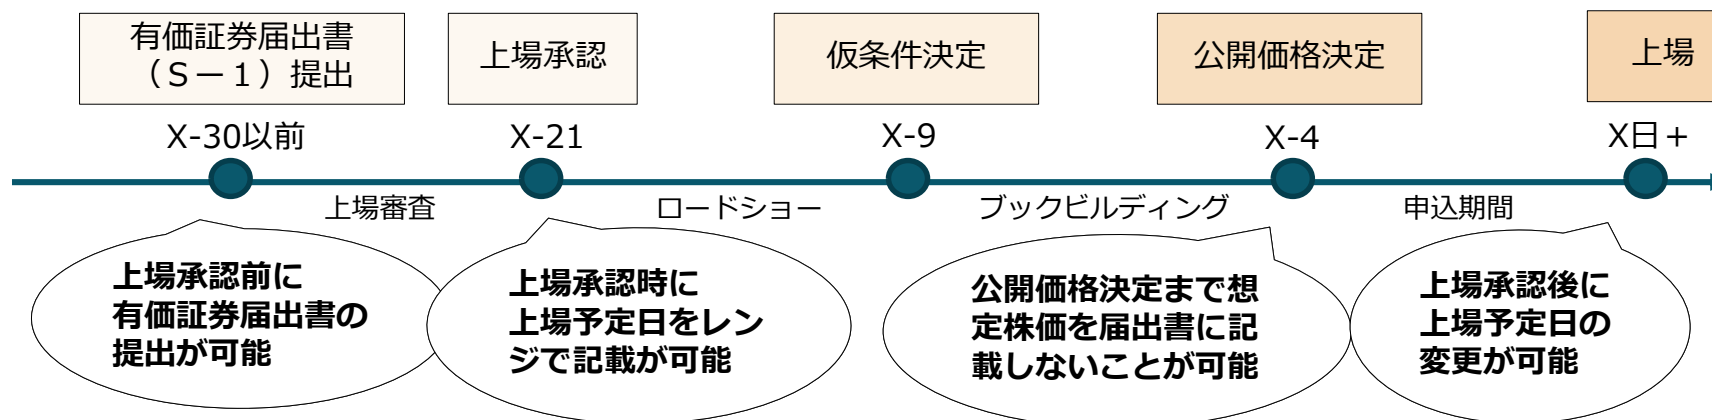 有価証券届出書
（Ｓ－１）提出
上場承認
仮条件決定
公開価格決定
上場
X-30以前
X-21
X-9
X-4
X日＋
上場審査
ロードショー
ブックビルディング
申込期間
上場承認前に
有価証券届出書の
提出が可能
上場承認時に
上場予定日をレン
ジで記載が可能
公開価格決定まで想
定株価を届出書に記
載しないことが可能
上場承認後に
上場予定日の
変更が可能